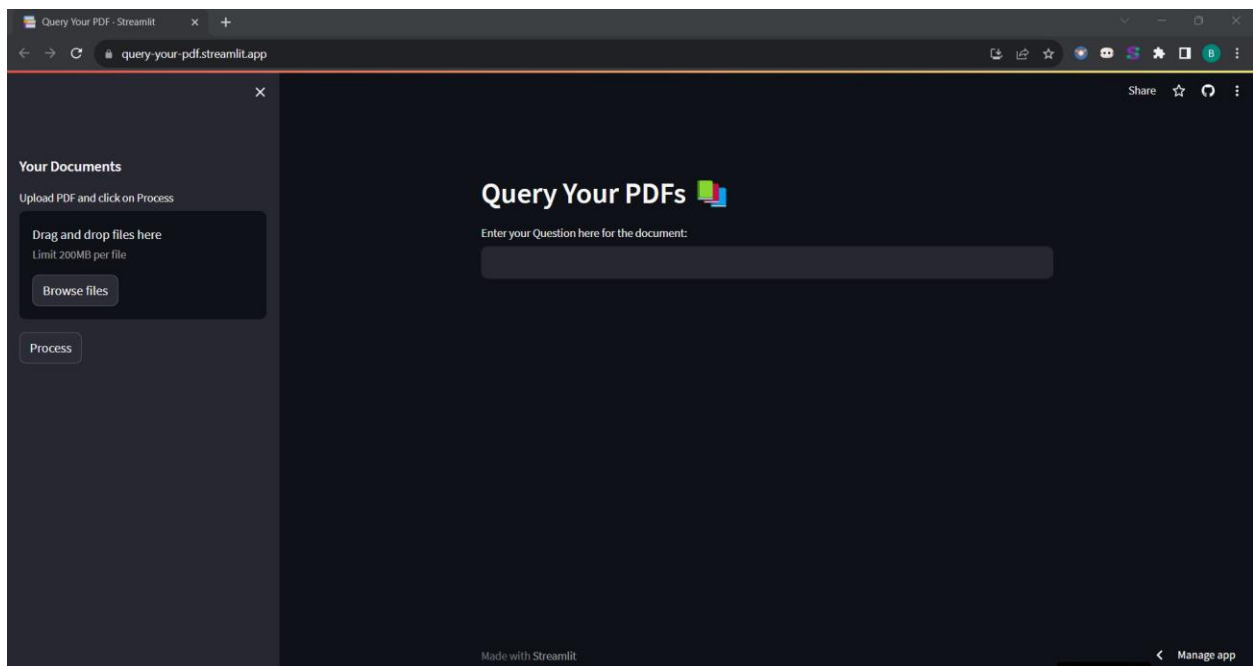 Query Your PDF · Streamlit
query-your-pdf.streamlit.app
B
Share
Your Documents
Upload PDF and click on Process
Drag and drop files here
Limit 200MB per file
Browse files
Process
Query Your PDFs
Enter your Question here for the document:
Made with Streamlit
Manage app